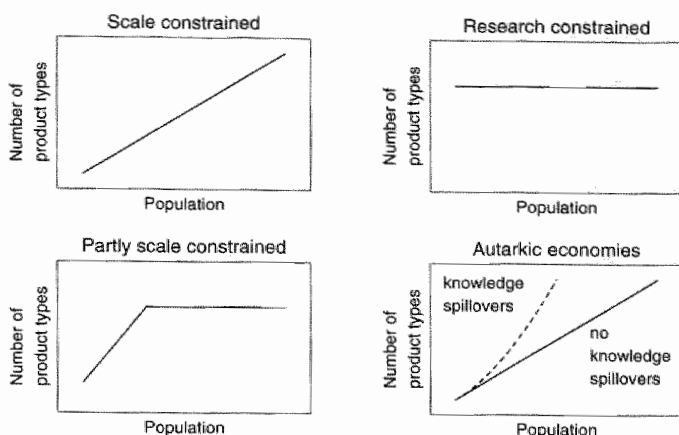 Scale constrained
Number of
product types
Population
Research constrained
Number of
product types
Population
Partly scale constrained
Number of
product types
Population
Autarkic economies
Number of
product types
knowledge
spillovers
no
knowledge
spillovers
Population